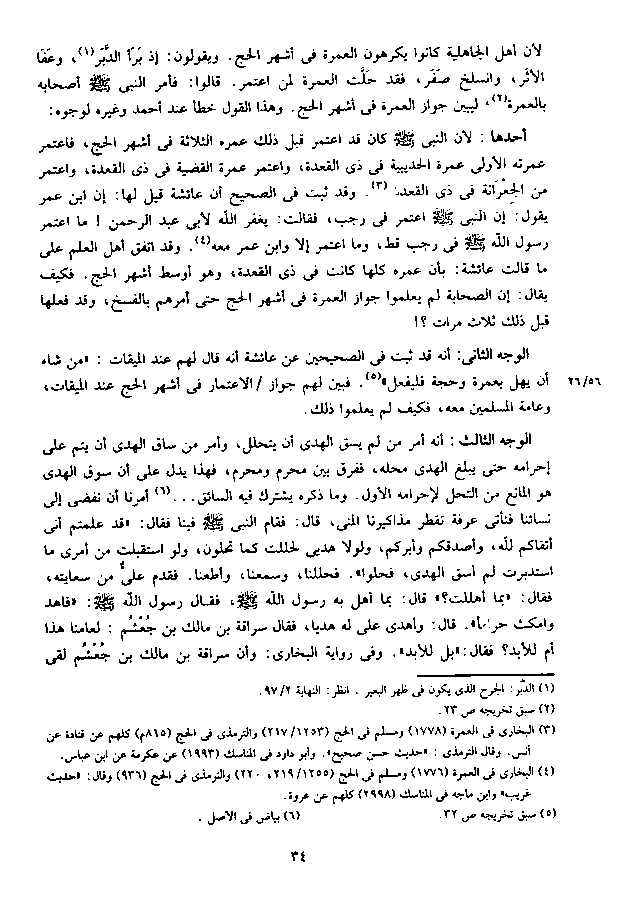 لأن أهل الجاهلية كانوا يكرهون العمرة فى أشهر الحج. ويقولون: إذ بَرَأ الدَّبَر(١)، وعَفَا
الأثَر، وانسلخ صَفَر، فقد حَلَّت العمرة لمن اعتمر. قالوا: فأمر النبى ﷺ أصحابه
بالعمرة(٢)، ليبين جواز العمرة فى أشهر الحج. وهذا القول خطأ عند أحمد وغيره لوجوه:
أحدها : لأن النبى ﷺ كان قد اعتمر قبل ذلك عمره الثلاثة فى أشهر الحج، فاعتمر
عمرته الأولى عمرة الحديبية فى ذى القعدة، واعتمر عمرة القضية فى ذى القعدة، واعتمر
من الجِعْرَانة فى ذى القعدة(٣). وقد ثبت فى الصحيح أن عائشة قيل لها: إن ابن عمر
يقول: إن النبى ﷺ اعتمر فى رجب، فقالت: يغفر الله لأبى عبد الرحمن ! ما اعتمر
رسول الله ﷺ فى رجب قط، وما اعتمر إلا وابن عمر معه(٤). وقد اتفق أهل العلم على
ما قالت عائشة: بأن عمره كلها كانت فى ذى القعدة، وهو أوسط أشهر الحج. فكيف
يقال: إن الصحابة لم يعلموا جواز العمرة فى أشهر الحج حتى أمرهم بالفسخ، وقد فعلها
قبل ذلك ثلاث مرات ؟!
الوجه الثانى: أنه قد ثبت فى الصحيحين عن عائشة أنه قال لهم عند الميقات : «من شاء
أن يهل بعمرة وحجة فليفعل»(٥). فبين لهم جواز /الاعتمار فى أشهر الحج عند الميقات،
٢٦/٥٦
وعامة المسلمين معه، فكيف لم يعلموا ذلك.
الوجه الثالث : أنه أمر من لم يسق الهدى أن يتحلل، وأمر من ساق الهدى أن يتم على
إحرامه حتى يبلغ الهدى محله، ففرق بين محرم ومحرم، فهذا يدل على أن سوق الهدى
هو المانع من التحل لإحرامه الأول. وما ذكره يشترك فيه السائق...(٦) أمرنا أن نفضى إلى
نسائنا فنأتى عرفة تقطر مذاكيرنا المنى، قال: فقام النبى ﷺ فينا فقال: «قد علمتم أنى
أتقاكم لله، وأصدقكم وأبركم، ولولا هديى لحللت كما تحلون، ولو استقبلت من أمرى ما
استدبرت لم أسق الهدى، فحلوا». فحللنا، وسمعنا، وأطعنا. فقدم علىٌّ من سعايته،
فقال: «بما أهللت؟» قال: بما أهل به رسول الله ﷺ، فقال رسول الله ﷺ: «فاهد
وامكث حراما». قال: وأهدى على له هديا، فقال سراقة بن مالك بن جُعْشُم : لعامنا هذا
أم للأبد؟ فقال: «بل للأبد». وفى رواية البخارى: وأن سراقة بن مالك بن جُعْشُم لقى
(١) الدَّبَر: الجرح الذى يكون فى ظهر البعير . انظر: النهاية ٩٧/٢.
(٢) سبق تخريجه ص ٢٣.
(٣) البخارى فى العمرة (١٧٧٨) ومسلم فى الحج (٢١٧/١٢٥٣) والترمذى فى الحج (٨١٥م) كلهم عن قتادة عن
أنس. وقال الترمذى : «حديث حسن صحيح». وأبو داود فى المناسك (١٩٩٣) عن عكرمة عن ابن عباس.
(٤) البخارى فى العمرة (١٧٧٦) ومسلم فى الحج (٢١٩/١٢٥٥، ٢٢٠) والترمذى فى الحج (٩٣٦) وقال: «حديث
غريب» وابن ماجه فى المناسك (٢٩٩٨) كلهم عن عروة.
(٥) سبق تخريجه ص ٣٢. (٦) بياض فى الأصل .
٣٤